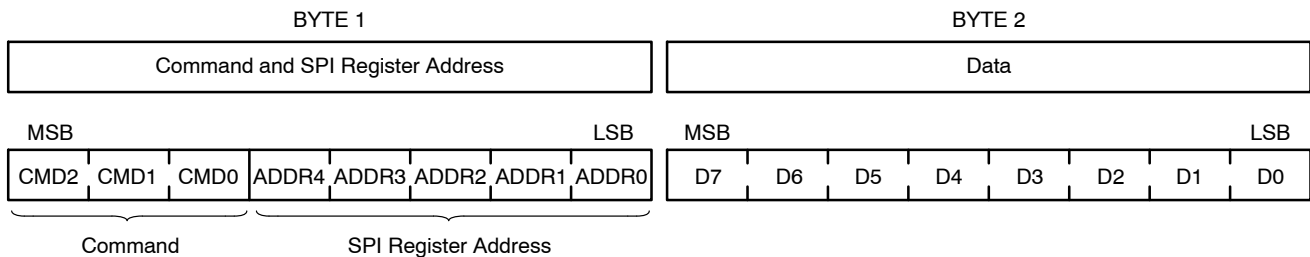 BYTE 1 BYTE 2
Command and SPI Register Address Data
MSB LSB MSB LSB
CMD2 CMD1 CMD0 ADDR4 ADDR3 ADDR2 ADDR1 ADDR0 D7 D6 D5 D4 D3 D2 D1 D0
Command SPI Register Address